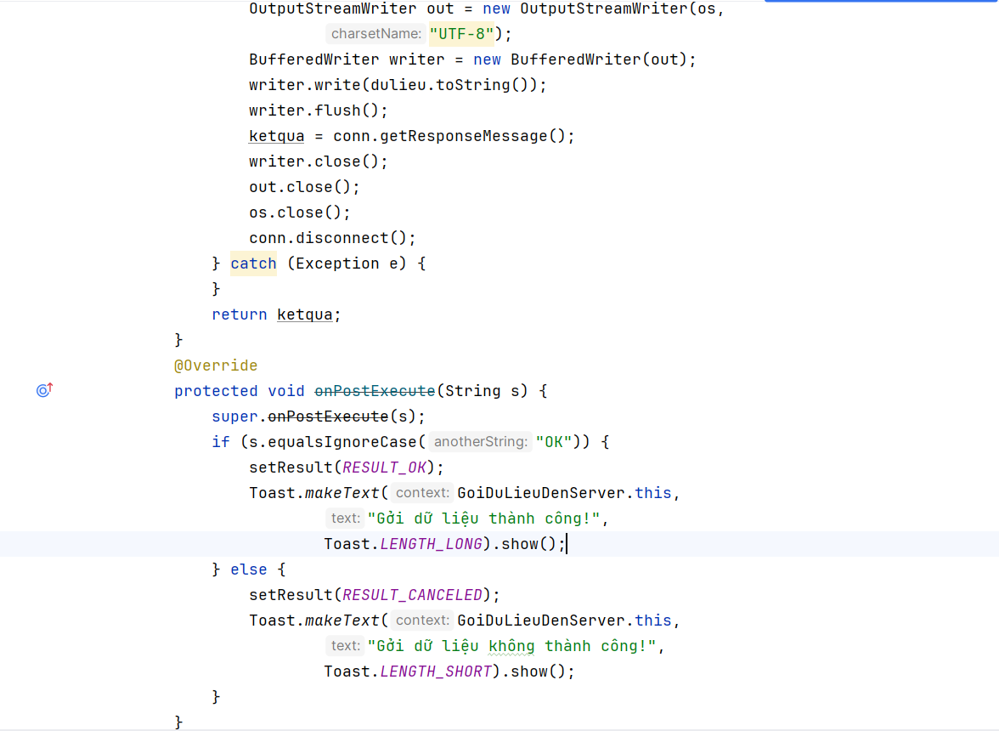 OutputStreamWriter out = new OutputStreamWriter(os,
charsetName: "UTF-8");
BufferedWriter writer = new BufferedWriter(out);
writer.write(dulieu.toString());
writer.flush();
ketqua = conn.getResponseMessage();
writer.close();
out.close();
os.close();
conn.disconnect();
} catch (Exception e) {
}
return ketqua;
}
@Override
protected void onPostExecute(String s) {
super.onPostExecute(s);
if (s.equalsIgnoreCase( anotherString: "OK")) {
setResult(RESULT_OK);
Toast.makeText( context: GoiDuLieuDenServer.this,
text: "Gởi dữ liệu thành công!",
Toast.LENGTH_LONG).show();
} else {
setResult(RESULT_CANCELED);
Toast.makeText( context: GoiDuLieuDenServer.this,
text: "Gởi dữ liệu không thành công!",
Toast.LENGTH_SHORT).show();
}
}